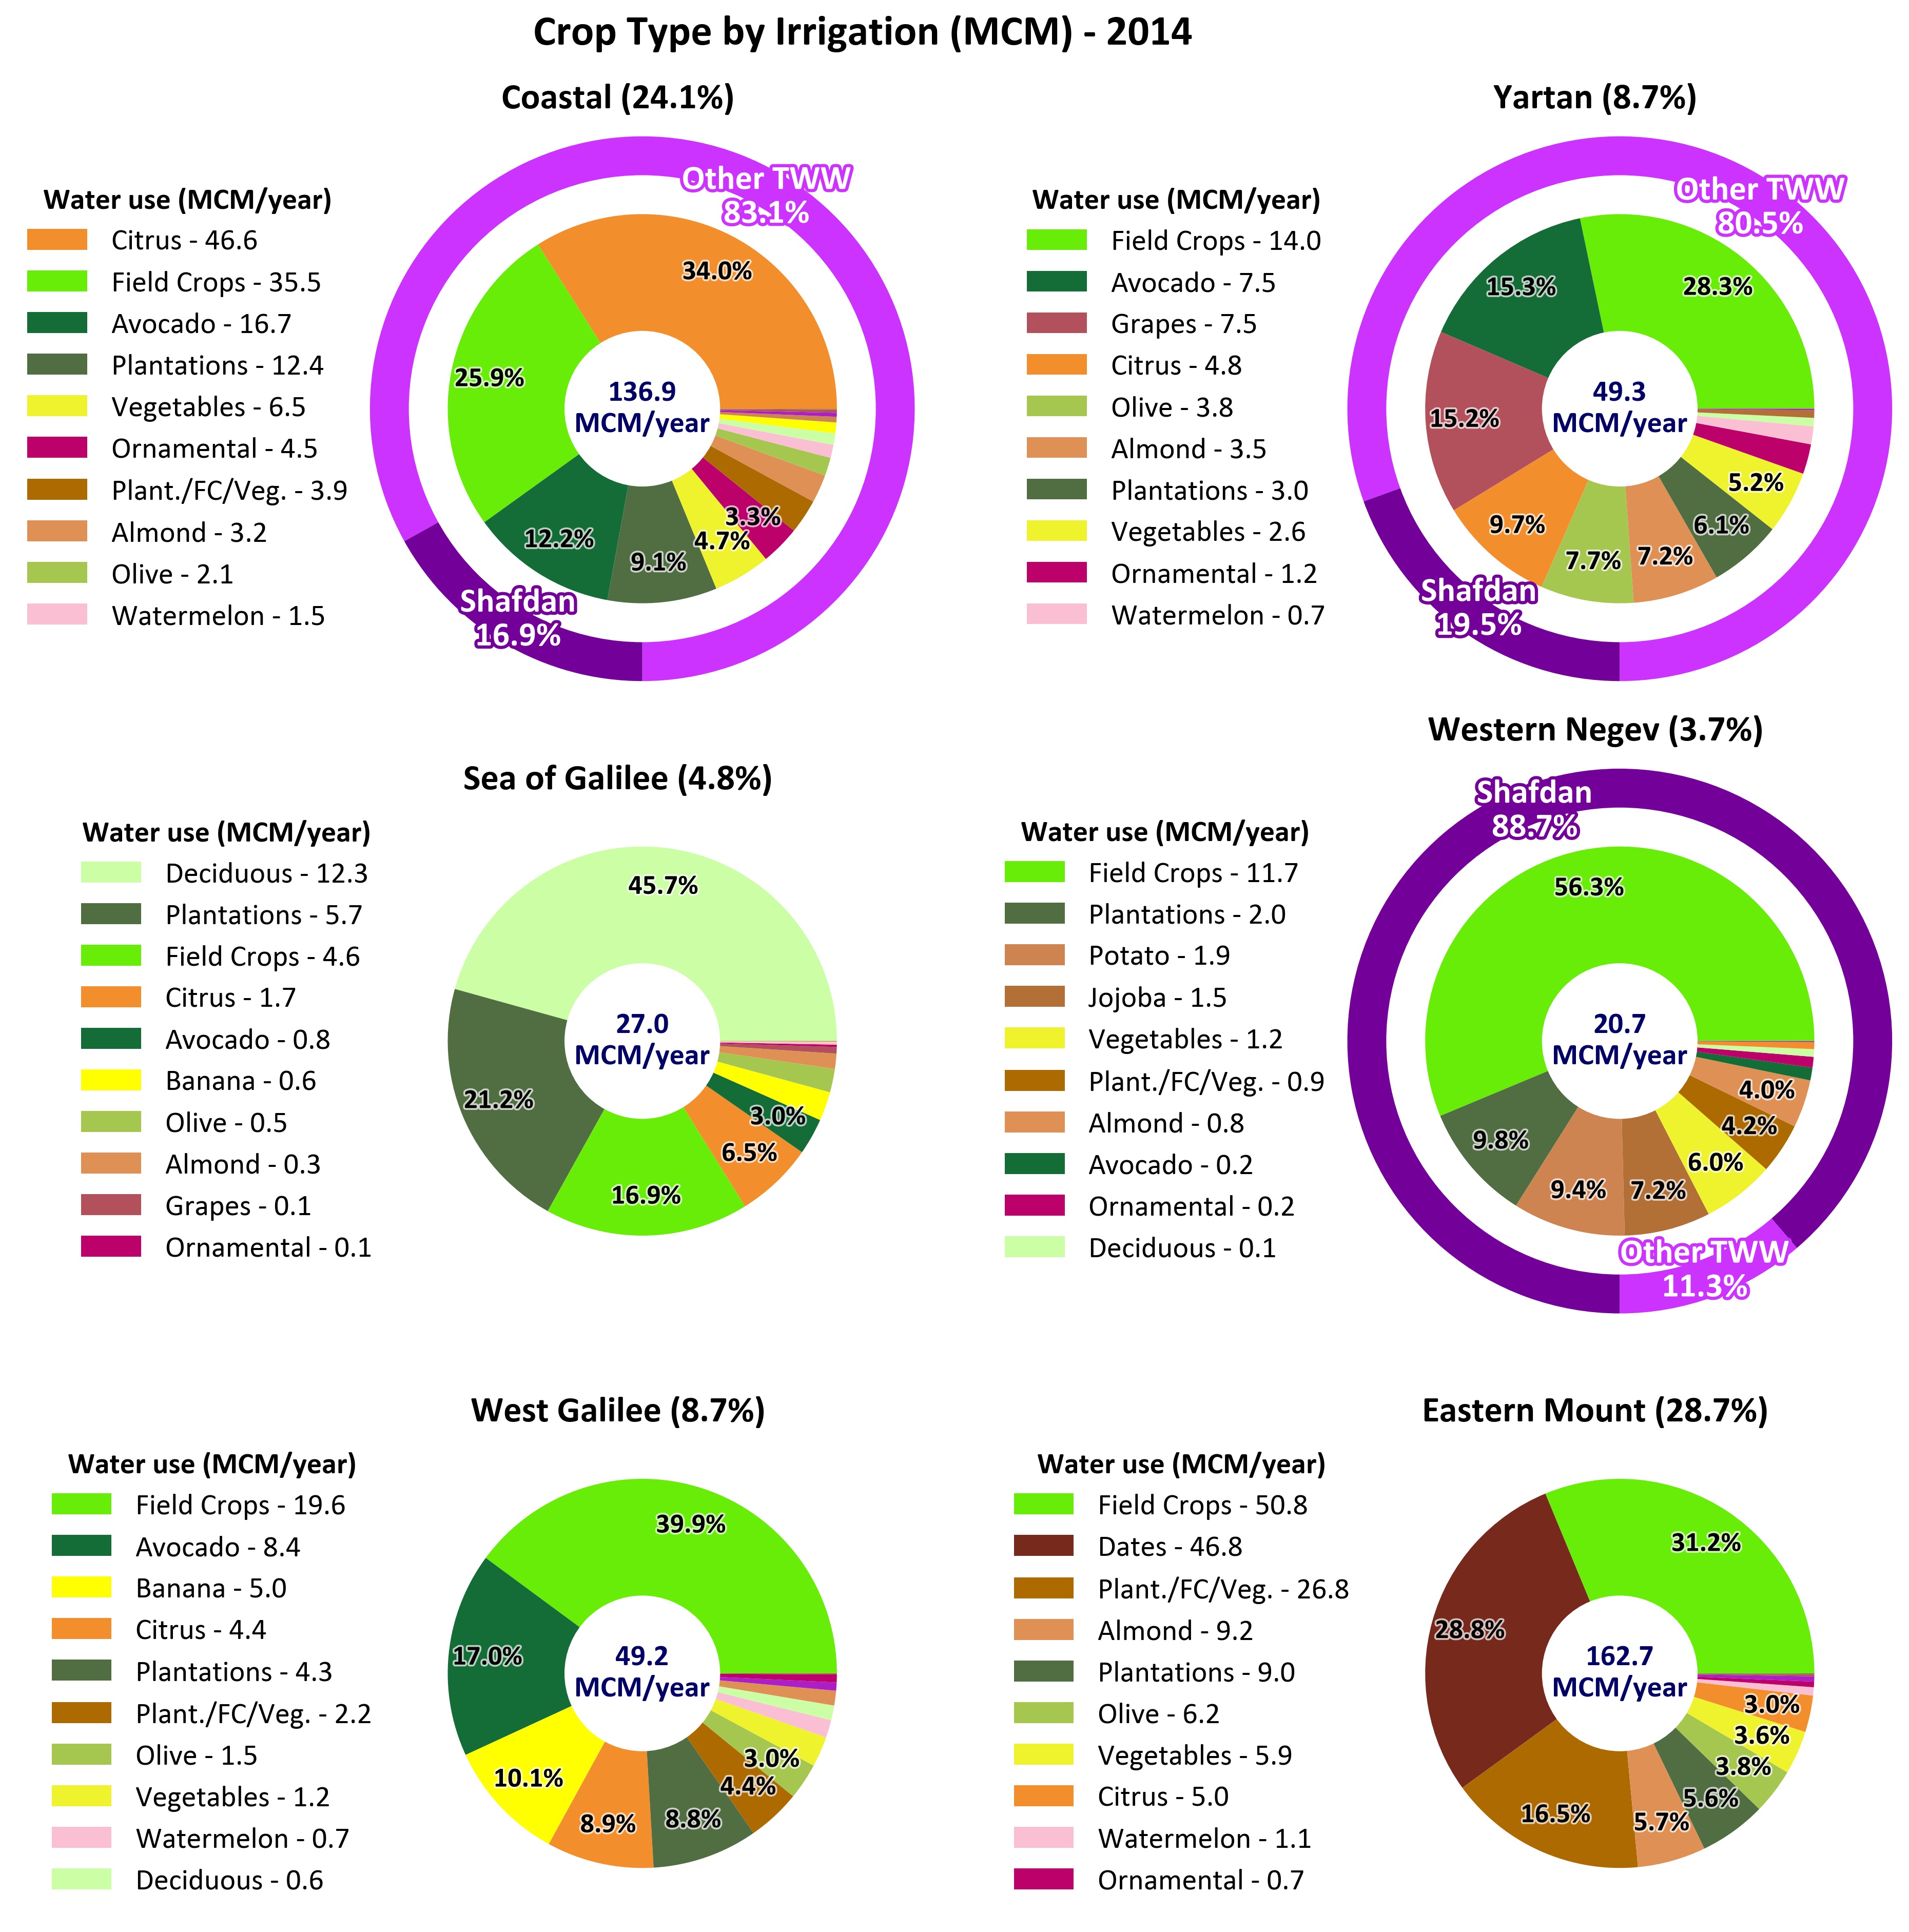 Crop Type by Irrigation (MCM) - 2014
Coastal (24.1%)
Water use (MCM/year)
Citrus - 46.6
Field Crops - 35.5
Avocado - 16.7
Plantations - 12.4
Vegetables - 6.5
Ornamental - 4.5
Plant./FC/Veg. - 3.9
Almond - 3.2
Olive - 2.1
Watermelon - 1.5
Other TWW
83.1%
34.0%
25.9%
136.9
MCM/year
12.2%
9.1%
4.7%
3.3%
Shafdan
16.9%
Yartan (8.7%)
Water use (MCM/year)
Field Crops - 14.0
Avocado - 7.5
Grapes - 7.5
Citrus - 4.8
Olive - 3.8
Almond - 3.5
Plantations - 3.0
Vegetables - 2.6
Ornamental - 1.2
Watermelon - 0.7
Other TWW
80.5%
28.3%
15.3%
15.2%
49.3
MCM/year
9.7%
7.7%
7.2%
6.1%
5.2%
Shafdan
19.5%
Sea of Galilee (4.8%)
Water use (MCM/year)
Deciduous - 12.3
Plantations - 5.7
Field Crops - 4.6
Citrus - 1.7
Avocado - 0.8
Banana - 0.6
Olive - 0.5
Almond - 0.3
Grapes - 0.1
Ornamental - 0.1
45.7%
27.0
MCM/year
21.2%
16.9%
6.5%
3.0%
Western Negev (3.7%)
Water use (MCM/year)
Field Crops - 11.7
Plantations - 2.0
Potato - 1.9
Jojoba - 1.5
Vegetables - 1.2
Plant./FC/Veg. - 0.9
Almond - 0.8
Avocado - 0.2
Ornamental - 0.2
Deciduous - 0.1
Shafdan
88.7%
56.3%
20.7
MCM/year
9.8%
9.4%
7.2%
6.0%
4.2%
4.0%
Other TWW
11.3%
West Galilee (8.7%)
Water use (MCM/year)
Field Crops - 19.6
Avocado - 8.4
Banana - 5.0
Citrus - 4.4
Plantations - 4.3
Plant./FC/Veg. - 2.2
Olive - 1.5
Vegetables - 1.2
Watermelon - 0.7
Deciduous - 0.6
39.9%
17.0%
49.2
MCM/year
10.1%
8.9%
8.8%
4.4%
3.0%
Eastern Mount (28.7%)
Water use (MCM/year)
Field Crops - 50.8
Dates - 46.8
Plant./FC/Veg. - 26.8
Almond - 9.2
Plantations - 9.0
Olive - 6.2
Vegetables - 5.9
Citrus - 5.0
Watermelon - 1.1
Ornamental - 0.7
31.2%
28.8%
162.7
MCM/year
16.5%
5.7%
5.6%
3.8%
3.6%
3.0%